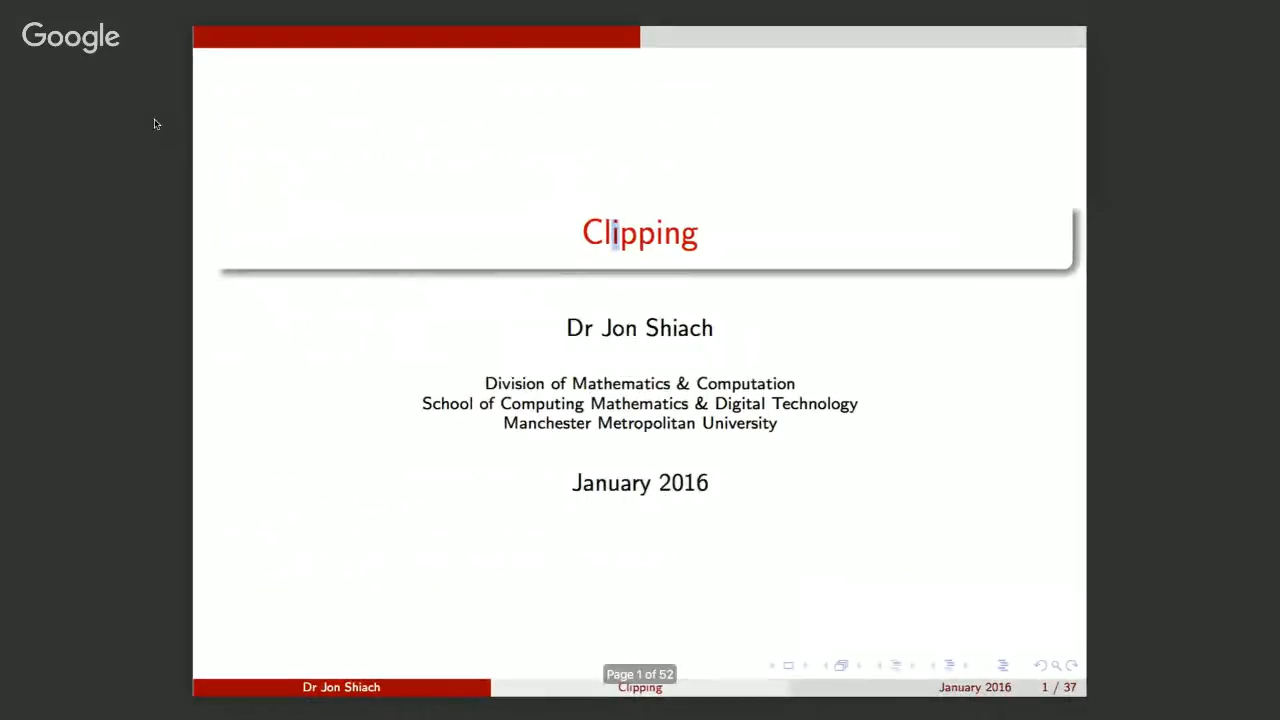 Google
Clipping
Dr Jon Shiach
Division of Mathematics & Computation
School of Computing Mathematics & Digital Technology
Manchester Metropolitan University
January 2016
Page 1 of 52
Dr Jon Shiach Clipping January 2016 1 / 37